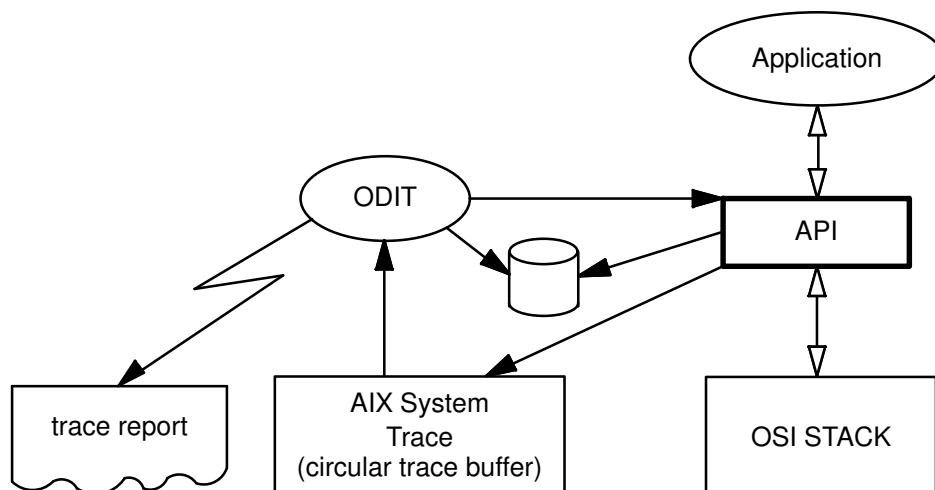 Application
ODIT
API
trace report
AIX System
Trace
(circular trace buffer)
OSI STACK